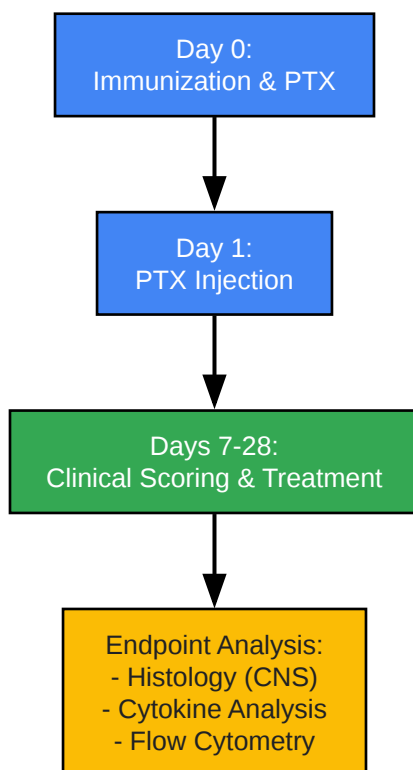 Day 0:
Immunization & PTX
Day 1:
PTX Injection
Days 7-28:
Clinical Scoring & Treatment
Endpoint Analysis:
- Histology (CNS)
- Cytokine Analysis
- Flow Cytometry